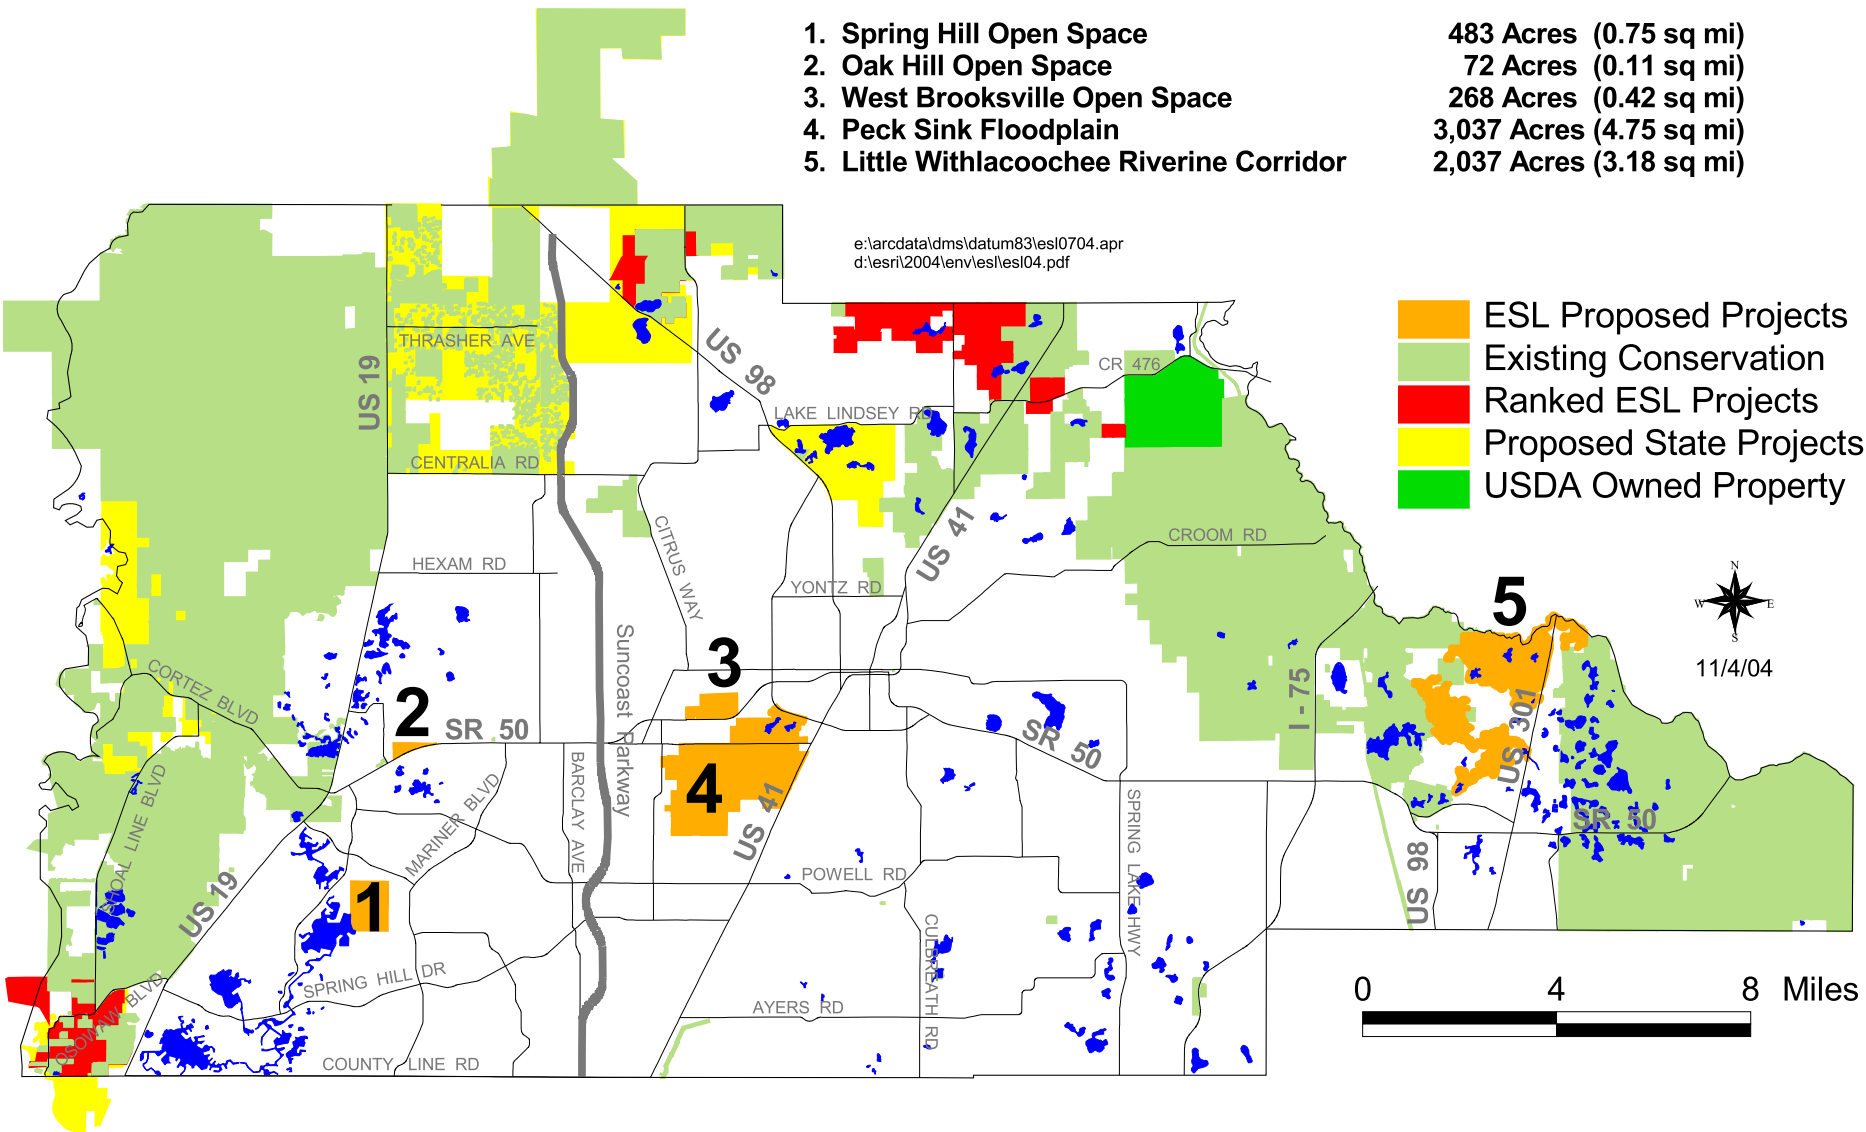 1. Spring Hill Open Space 483 Acres (0.75 sq mi)
2. Oak Hill Open Space 72 Acres (0.11 sq mi)
3. West Brooksville Open Space 268 Acres (0.42 sq mi)
4. Peck Sink Floodplain 3,037 Acres (4.75 sq mi)
5. Little Withlacoochee Riverine Corridor 2,037 Acres (3.18 sq mi)
e:\arcdata\dms\datum83\esl0704.apr
d:\esri\2004\env\esl\esl04.pdf
ESL Proposed Projects
Existing Conservation
Ranked ESL Projects
Proposed State Projects
USDA Owned Property
THRASHER AVE
US 19
US 98
CR 476
LAKE LINDSEY RD
CENTRALIA RD
US 41
CITRUS WAY
CROOM RD
HEXAM RD
YONTZ RD
N
W E
S
11/4/04
5
3
2
CORTEZ BLVD
SR 50
Suncoast Parkway
I - 75
SR 50
US 301
4
US 41
SHOAL LINE BLVD
MARINER BLVD
BARCLAY AVE
SPRING LAKE HWY
SR 50
US 98
US 19
1
POWELL RD
CULBREATH RD
SPRING HILL DR
OSOWAW BLVD
AYERS RD
COUNTY LINE RD
0 4 8 Miles